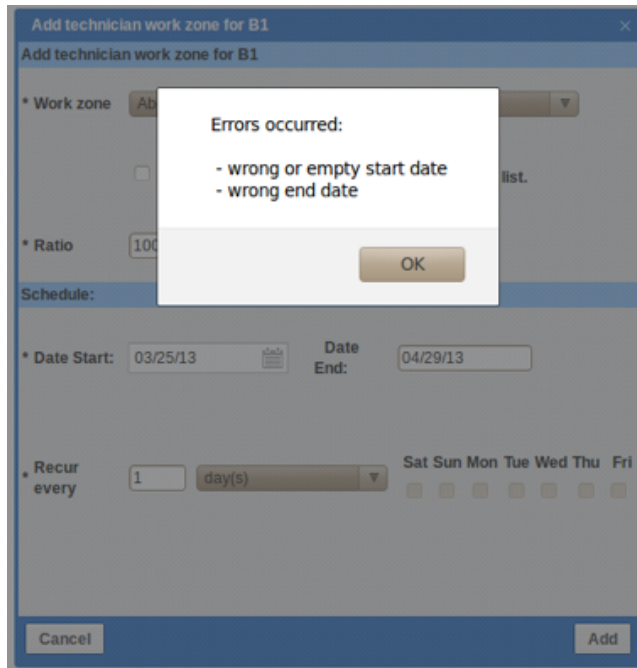 Add technician work zone for B1 ×
Add technician work zone for B1
* Work zone
Errors occurred:
- wrong or empty start date
- wrong end date
list.
* Ratio 100
OK
Schedule:
* Date Start: 03/25/13 Date End: 04/29/13
* Recur every 1 day(s) Sat Sun Mon Tue Wed Thu Fri
Cancel Add